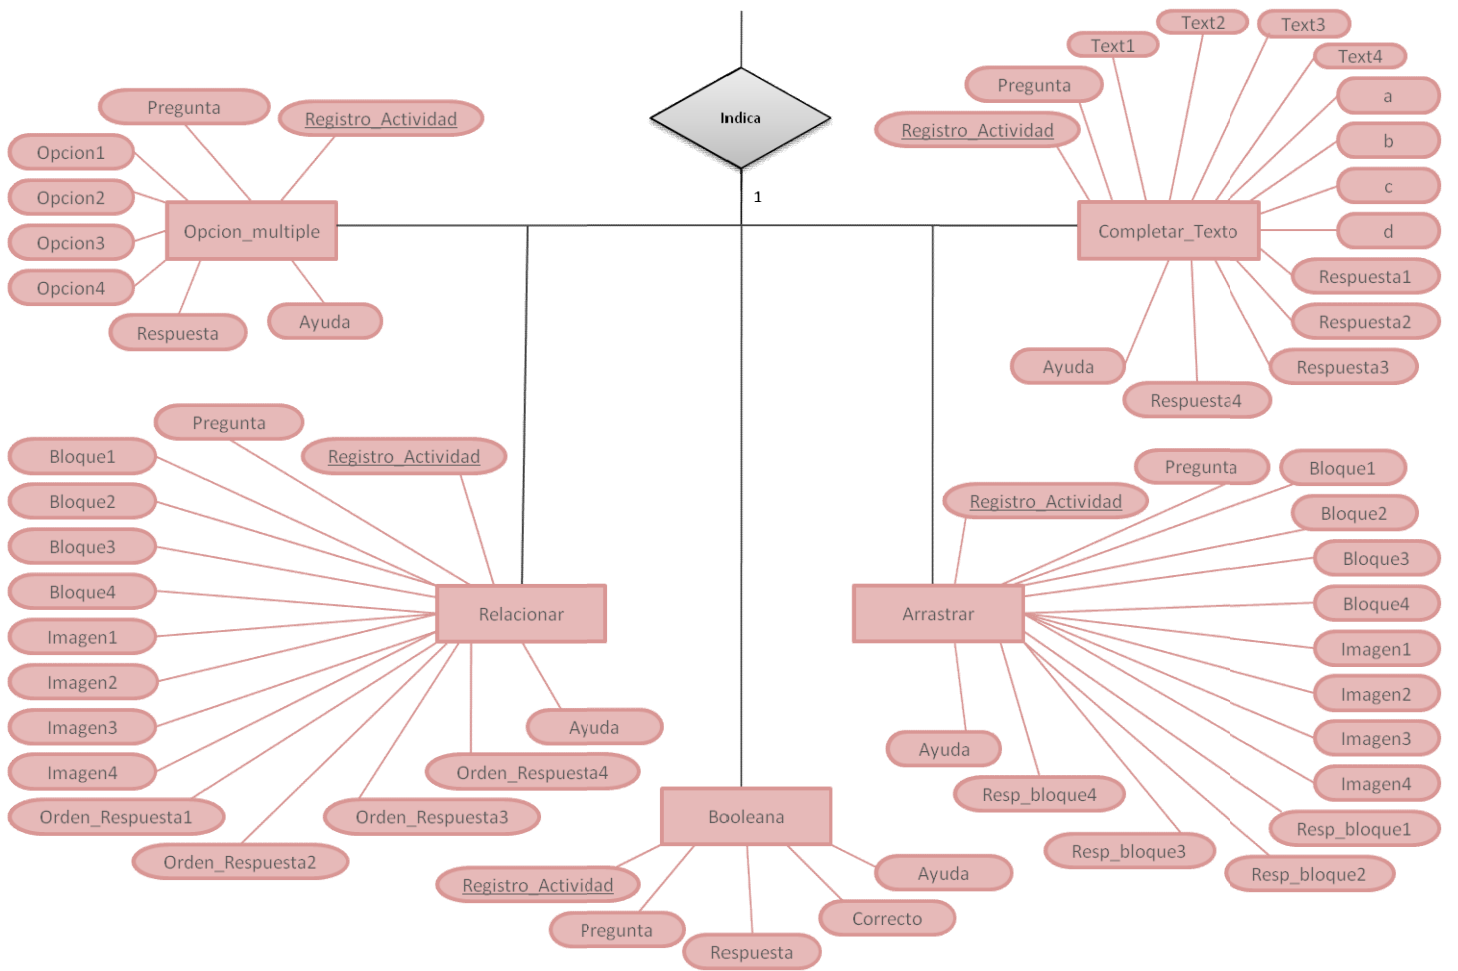 Indica
1
Pregunta
Registro_Actividad
Opcion1
Opcion2
Opcion3
Opcion4
Opcion_multiple
Respuesta
Ayuda
Text1
Text2
Text3
Text4
Pregunta
Registro_Actividad
a
b
c
d
Completar_Texto
Respuesta1
Respuesta2
Respuesta3
Respuesta4
Ayuda
Pregunta
Registro_Actividad
Bloque1
Bloque2
Bloque3
Bloque4
Imagen1
Imagen2
Imagen3
Imagen4
Relacionar
Ayuda
Orden_Respuesta4
Orden_Respuesta1
Orden_Respuesta3
Orden_Respuesta2
Pregunta
Registro_Actividad
Bloque1
Bloque2
Bloque3
Bloque4
Arrastrar
Imagen1
Imagen2
Imagen3
Imagen4
Ayuda
Resp_bloque4
Resp_bloque1
Resp_bloque3
Resp_bloque2
Booleana
Registro_Actividad
Pregunta
Respuesta
Correcto
Ayuda